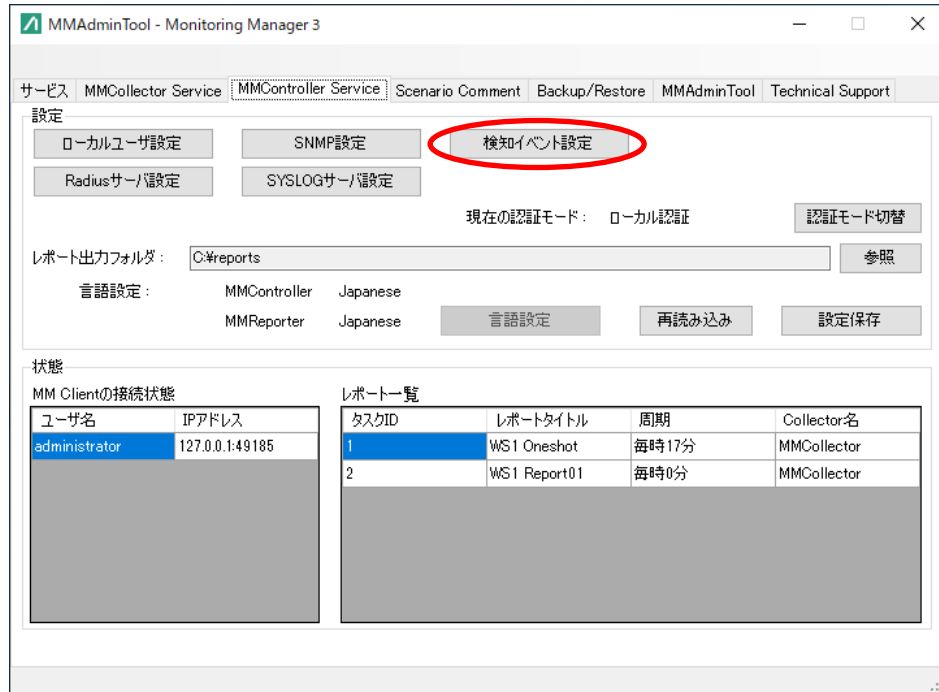 MMAdminTool - Monitoring Manager 3
サービス MMCollector Service MMController Service Scenario Comment Backup/Restore MMAdminTool Technical Support
設定
ローカルユーザ設定 SNMP設定 検知イベント設定
Radiusサーバ設定 SYSLOGサーバ設定
現在の認証モード： ローカル認証 認証モード切替
レポート出力フォルダ： C:¥reports 参照
言語設定： MMController Japanese
MMReporter Japanese 言語設定 再読み込み 設定保存
状態
MM Clientの接続状態 レポート一覧
ユーザ名 IPアドレス タスクID レポートタイトル 周期 Collector名
administrator 127.0.0.1:49185 1 WS1 Oneshot 毎時17分 MMCollector
2 WS1 Report01 毎時0分 MMCollector